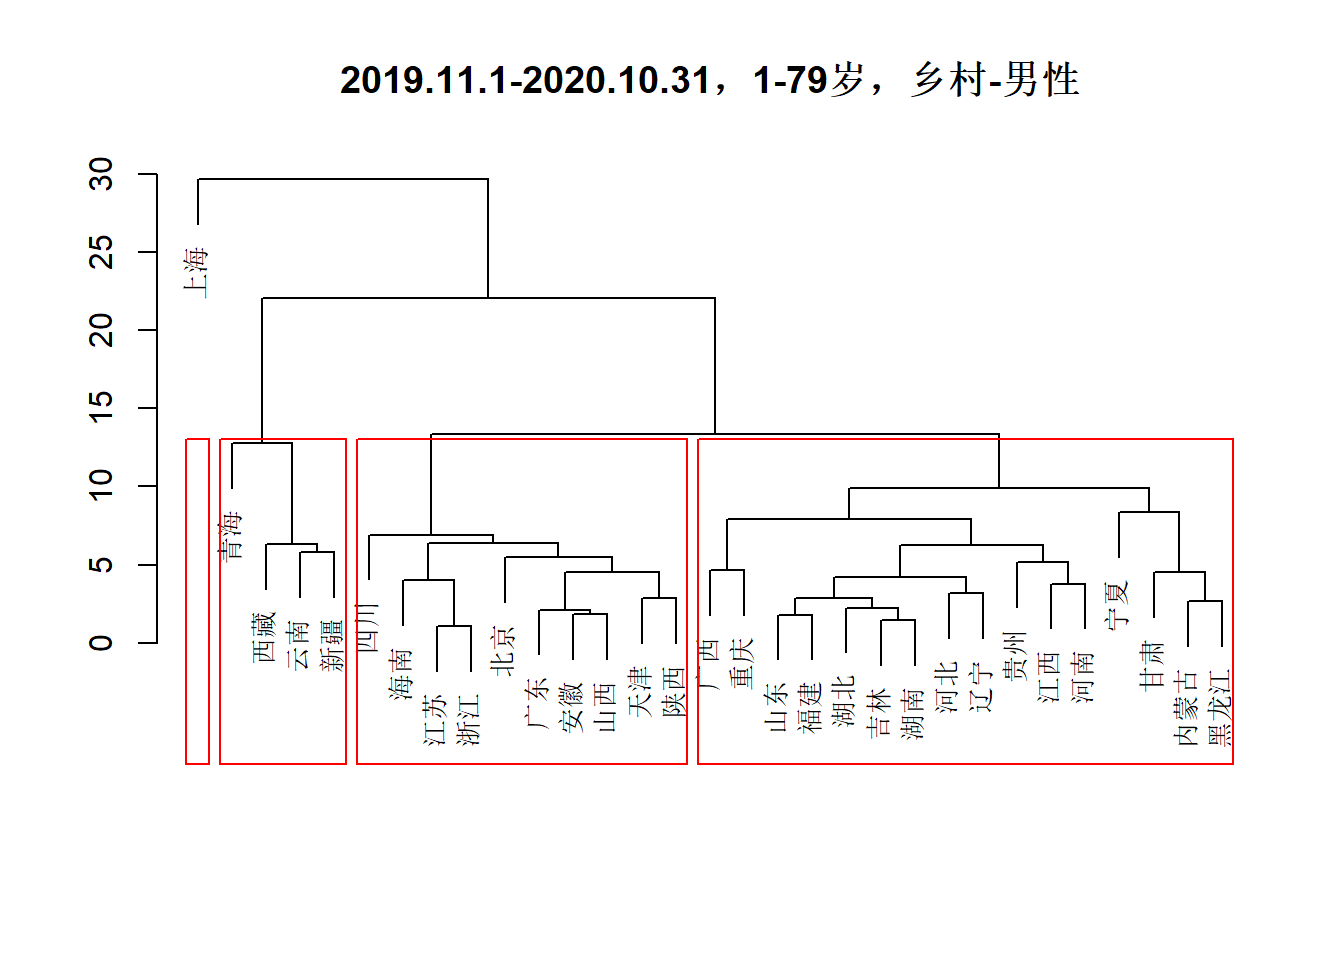 2019.11.1-2020.10.31，1-79岁，乡村-男性
30
25
20
15
10
5
0
上海
青海
西藏
云南
新疆
四川
海南
江苏
浙江
北京
广东
安徽
山西
天津
陕西
广西
重庆
山东
福建
湖北
吉林
湖南
河北
辽宁
贵州
江西
河南
宁夏
甘肃
内蒙古
黑龙江